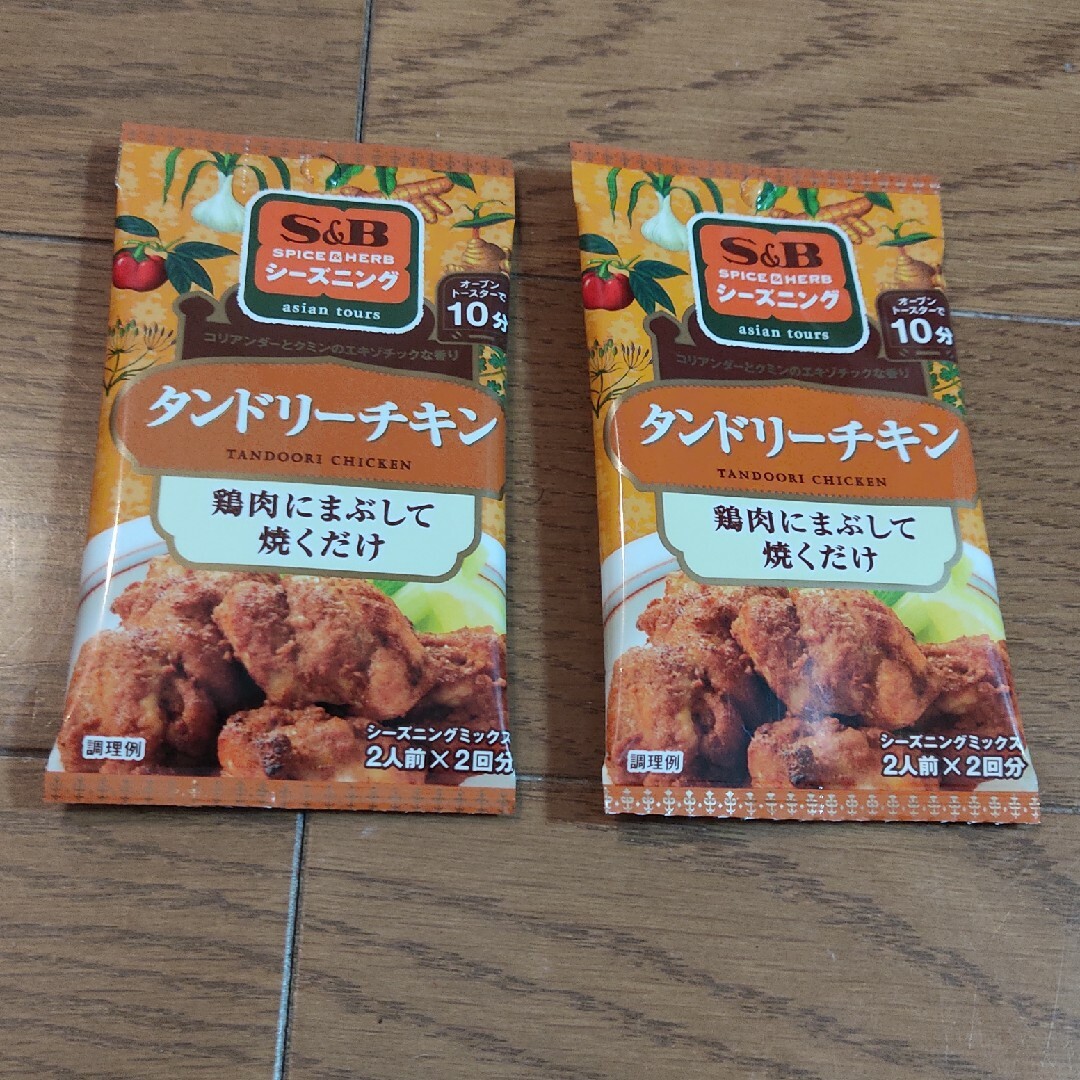 S&B
SPICE & HERB
シーズニング
asian tours
オーブン
トースターで
10分
コリアンダーとクミンのエキゾチックな香り
タンドリーチキン
TANDOORI CHICKEN
鶏肉にまぶして
焼くだけ
調理例
シーズニングミックス
2人前×2回分
S&B
SPICE & HERB
シーズニング
asian tours
オーブン
トースターで
10分
コリアンダーとクミンのエキゾチックな香り
タンドリーチキン
TANDOORI CHICKEN
鶏肉にまぶして
焼くだけ
調理例
シーズニングミックス
2人前×2回分